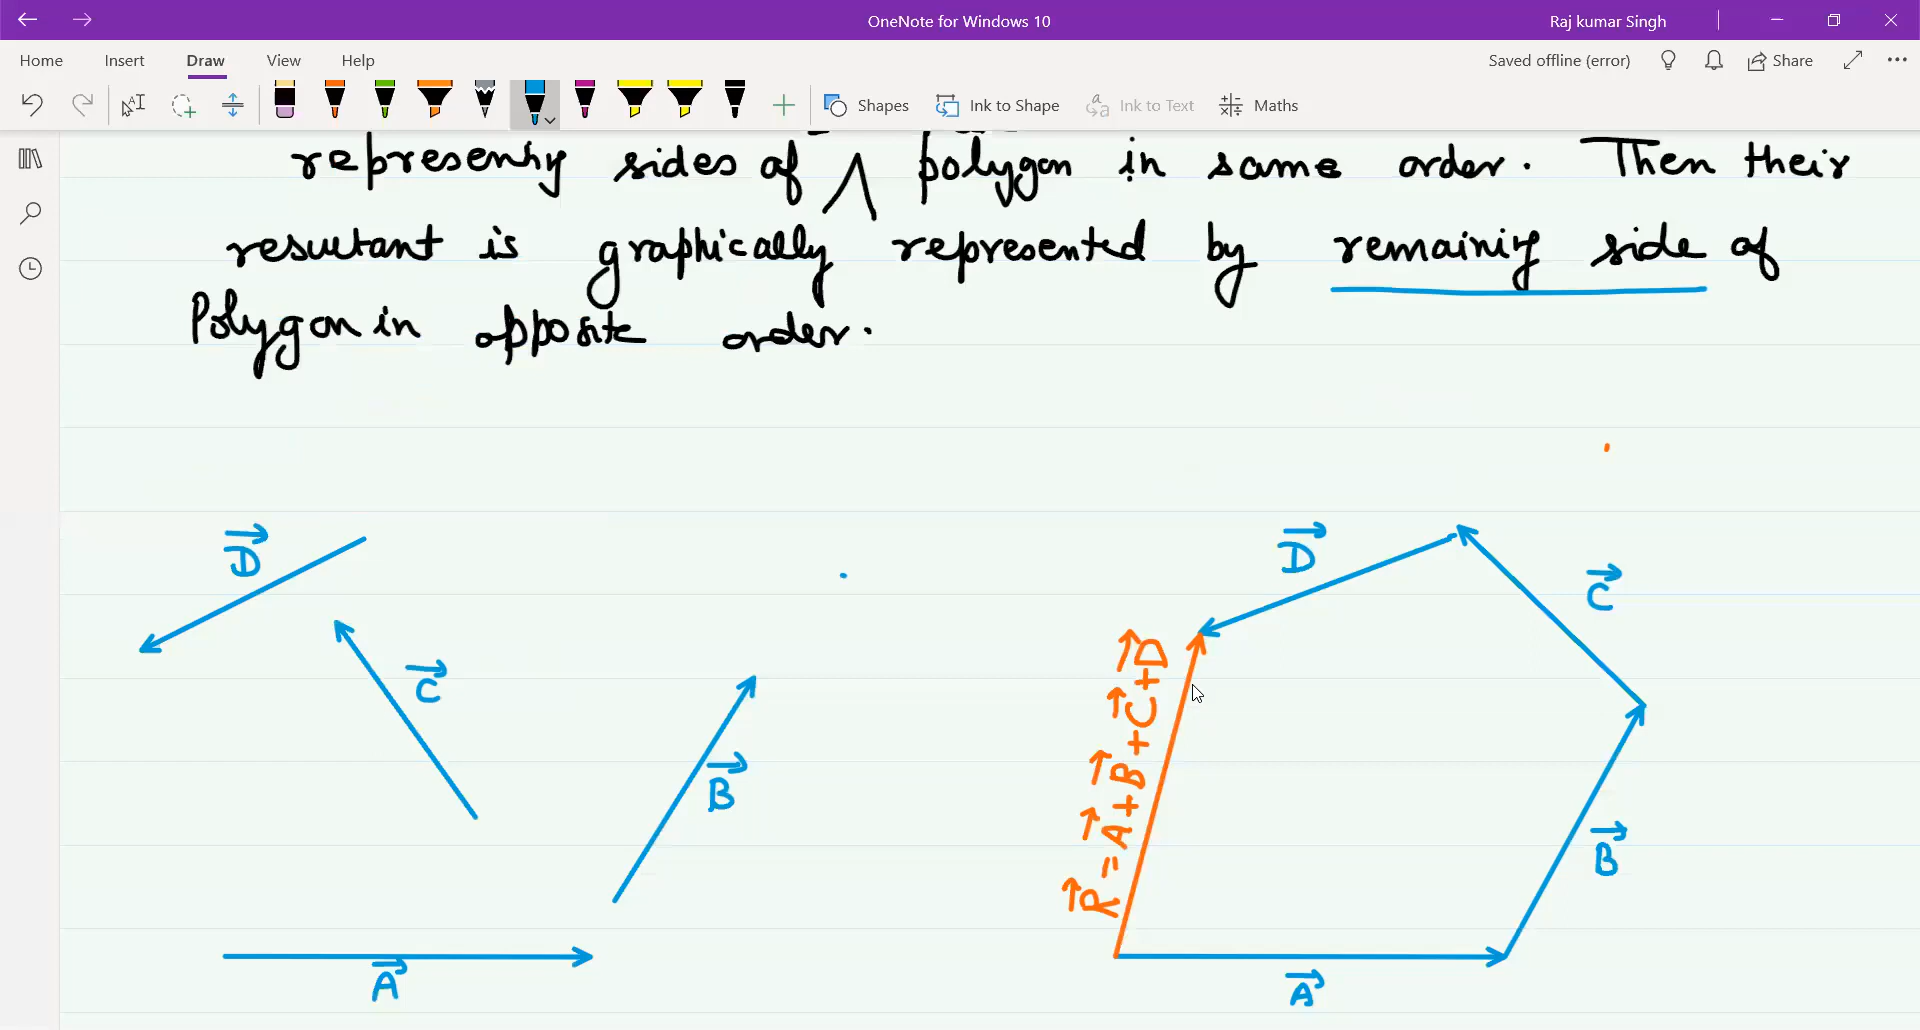 OneNote for Windows 10
Raj kumar Singh
Home Insert Draw View Help
Saved offline (error) Share
Shapes Ink to Shape Ink to Text Maths
representing sides of polygon in same order. Then their
resultant is graphically represented by remaining side of
Polygon in opposite order.
D
C
B
A
D
C
B
A
R = A + B + C + D